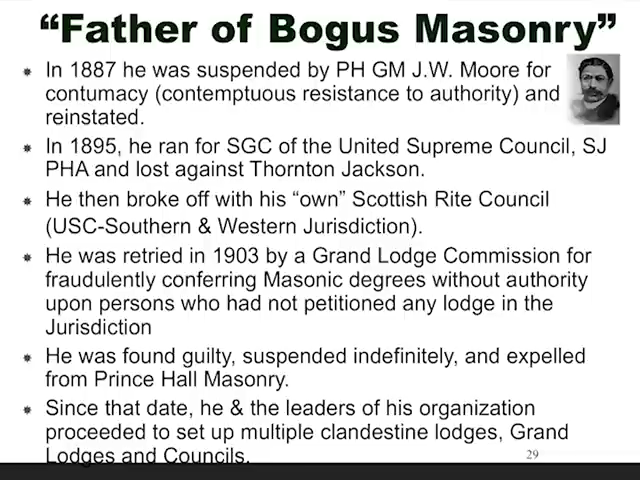 “Father of Bogus Masonry”
In 1887 he was suspended by PH GM J.W. Moore for
contumacy (contemptuous resistance to authority) and
reinstated.
In 1895, he ran for SGC of the United Supreme Council, SJ
PHA and lost against Thornton Jackson.
He then broke off with his “own” Scottish Rite Council
(USC-Southern & Western Jurisdiction).
He was retried in 1903 by a Grand Lodge Commission for
fraudulently conferring Masonic degrees without authority
upon persons who had not petitioned any lodge in the
Jurisdiction
He was found guilty, suspended indefinitely, and expelled
from Prince Hall Masonry.
Since that date, he & the leaders of his organization
proceeded to set up multiple clandestine lodges, Grand
Lodges and Councils.
29